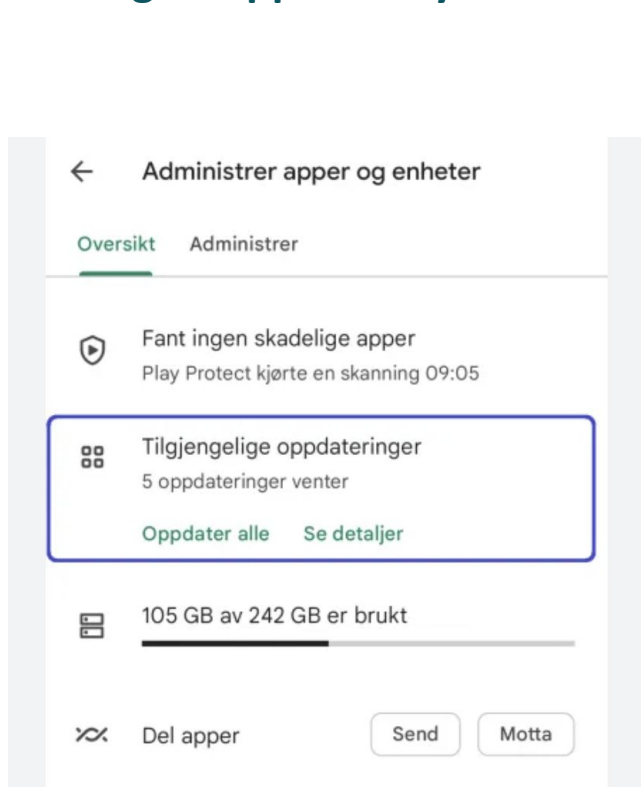 Administrer apper og enheter
Oversikt Administrer
Fant ingen skadelige apper
Play Protect kjørte en skanning 09:05
Tilgjengelige oppdateringer
5 oppdateringer venter
Oppdater alle Se detaljer
105 GB av 242 GB er brukt
Del apper Send Motta